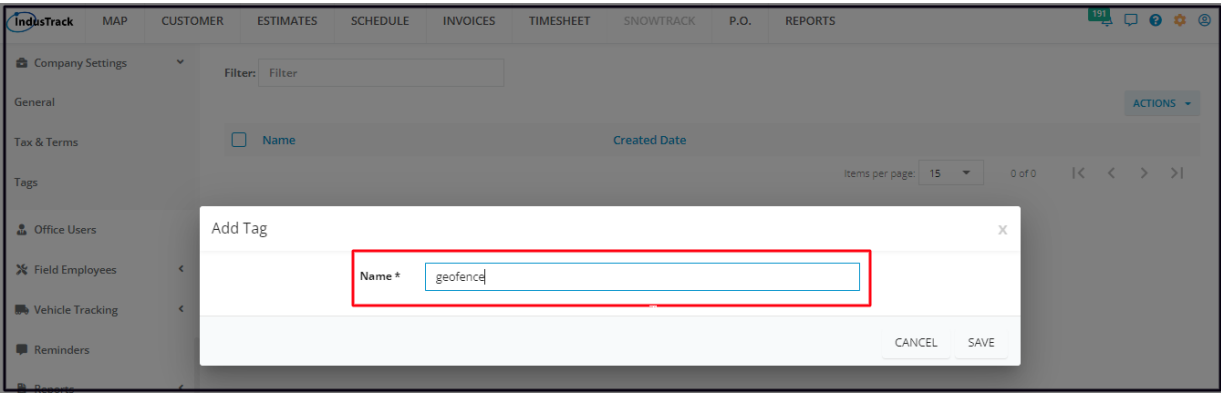 IndusTrack MAP CUSTOMER ESTIMATES SCHEDULE INVOICES TIMESHEET SNOWTRACK P.O. REPORTS 191
Company Settings
Filter: Filter
General
ACTIONS
Tax & Terms
Name Created Date
Items per page: 15 0 of 0
Tags
Add Tag X
Office Users
Name * geofence
Field Employees
Vehicle Tracking
CANCEL SAVE
Reminders
Reports